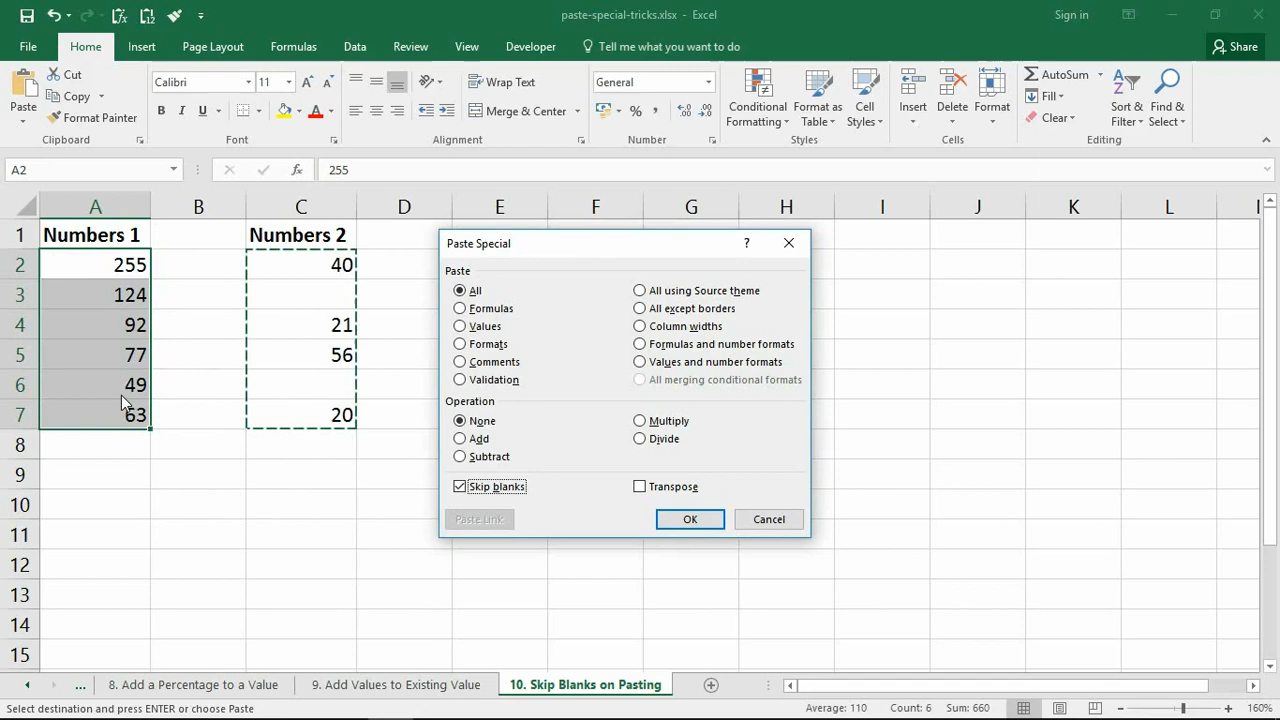 paste-special-tricks.xlsx - Excel
Sign in
File Home Insert Page Layout Formulas Data Review View Developer Tell me what you want to do Share
Paste
Cut
Copy
Format Painter
Clipboard
Calibri 11
B I U
Font
Wrap Text
Merge & Center
Alignment
General
Number
Conditional Formatting
Format as Table
Cell Styles
Styles
Insert
Delete
Format
Cells
AutoSum
Fill
Clear
Sort & Filter
Find & Select
Editing
A2 fx 255
A B C D E F G H I J K L
1 Numbers 1 Numbers 2
2 255 40
3 124
4 92 21
5 77 56
6 49
7 63 20
8
9
10
11
12
13
14
15
Paste Special ?
Paste
All All using Source theme
Formulas All except borders
Values Column widths
Formats Formulas and number formats
Comments Values and number formats
Validation All merging conditional formats
Operation
None Multiply
Add Divide
Subtract
Skip blanks Transpose
Paste Link OK Cancel
... 8. Add a Percentage to a Value 9. Add Values to Existing Value 10. Skip Blanks on Pasting
Select destination and press ENTER or choose Paste Average: 110 Count: 6 Sum: 660 160%